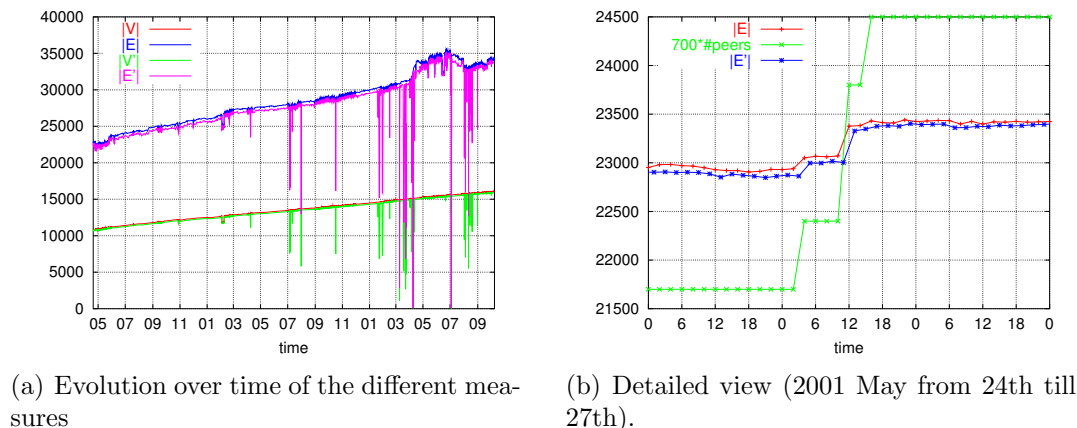 |V|
|E|
|V'|
|E'|
40000
35000
30000
25000
20000
15000
10000
5000
0
05 07 09 11 01 03 05 07 09 11 01 03 05 07 09
time
(a) Evolution over time of the different mea-
sures
|E|
700*#peers
|E'|
24500
24000
23500
23000
22500
22000
21500
0 6 12 18 0 6 12 18 0 6 12 18 0
time
(b) Detailed view (2001 May from 24th till
27th).